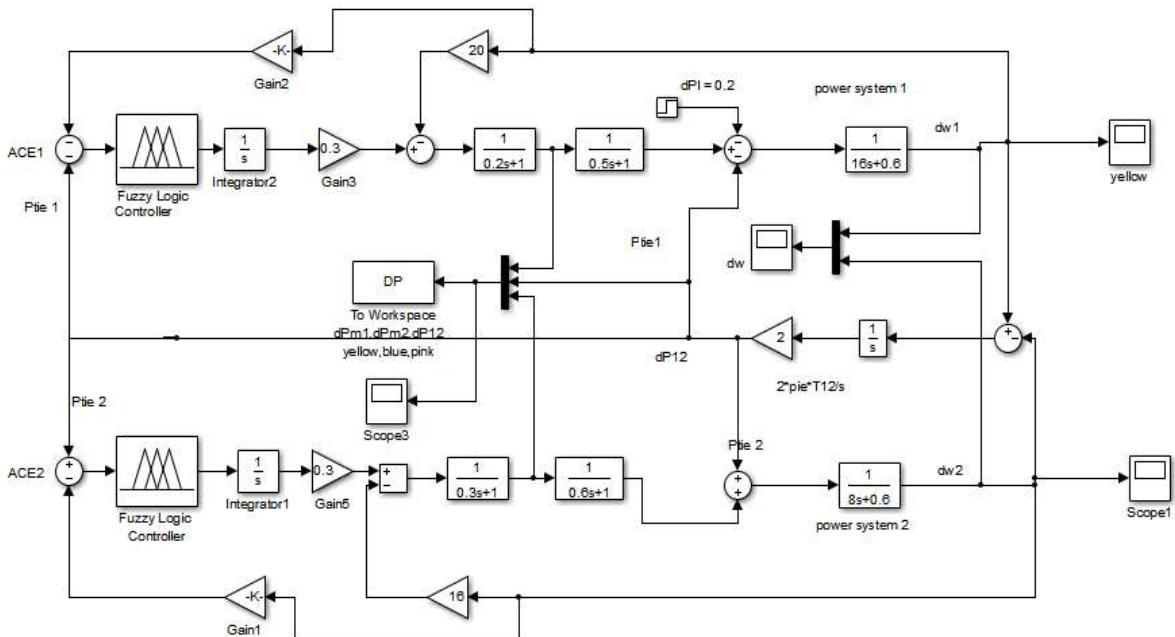 -K-
Gain2
20
dPl = 0.2
power system 1
ACE1
Fuzzy Logic
Controller
1
s
Integrator2
0.3
Gain3
1
0.2s+1
1
0.5s+1
1
16s+0.6
dw1
yellow
Ptie 1
Ptie1
dw
DP
To Workspace
dPm1,dPm2,dP12
yellow,blue,pink
dP12
2
1
s
2*pie*T12/s
Scope3
Ptie 2
Ptie 2
ACE2
Fuzzy Logic
Controller
1
s
Integrator1
0.3
Gain5
1
0.3s+1
1
0.6s+1
1
8s+0.6
dw2
power system 2
Scope1
-K-
Gain1
16